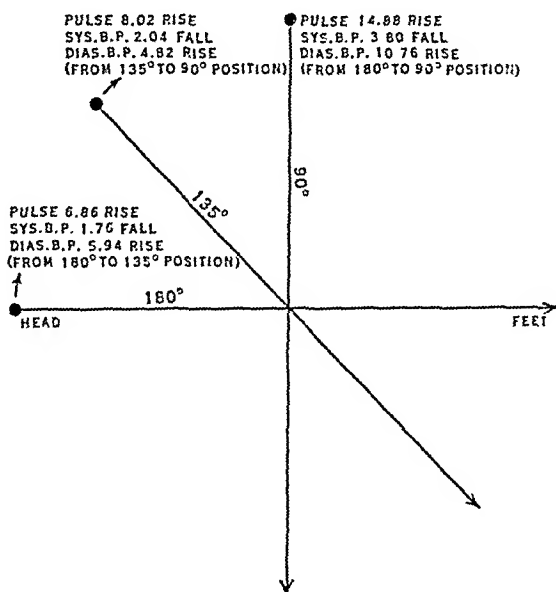 PULSE 8.02 RISE
SYS.B.P. 2.04 FALL
DIAS.B.P. 4.82 RISE
(FROM 135° TO 90° POSITION)
PULSE 14.88 RISE
SYS.B.P. 3 80 FALL
DIAS.B.P. 10 76 RISE
(FROM 180° TO 90° POSITION)
90°
135°
PULSE 6.86 RISE
SYS.B.P. 1.76 FALL
DIAS.B.P. 5.94 RISE
(FROM 180° TO 135° POSITION)
180°
HEAD
FEET